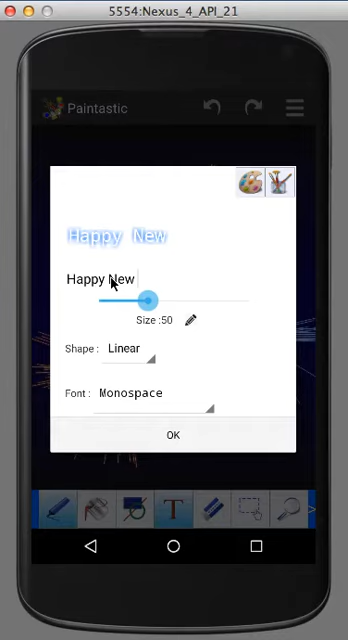 5554:Nexus_4_API_21
Paintastic
Happy New
Happy New
Size :50
Shape : Linear
Font : Monospace
OK
T